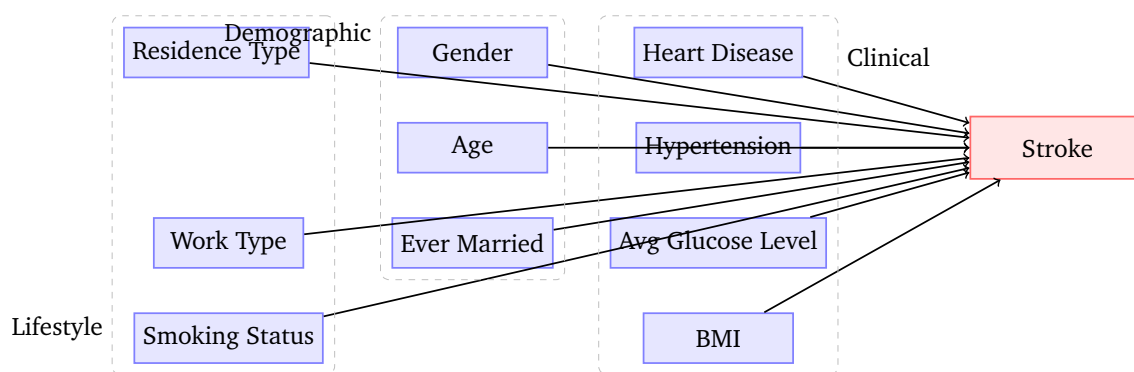 Demographic
Residence Type
Gender
Heart Disease
Clinical
Age
Hypertension
Stroke
Work Type
Ever Married
Avg Glucose Level
Lifestyle
Smoking Status
BMI